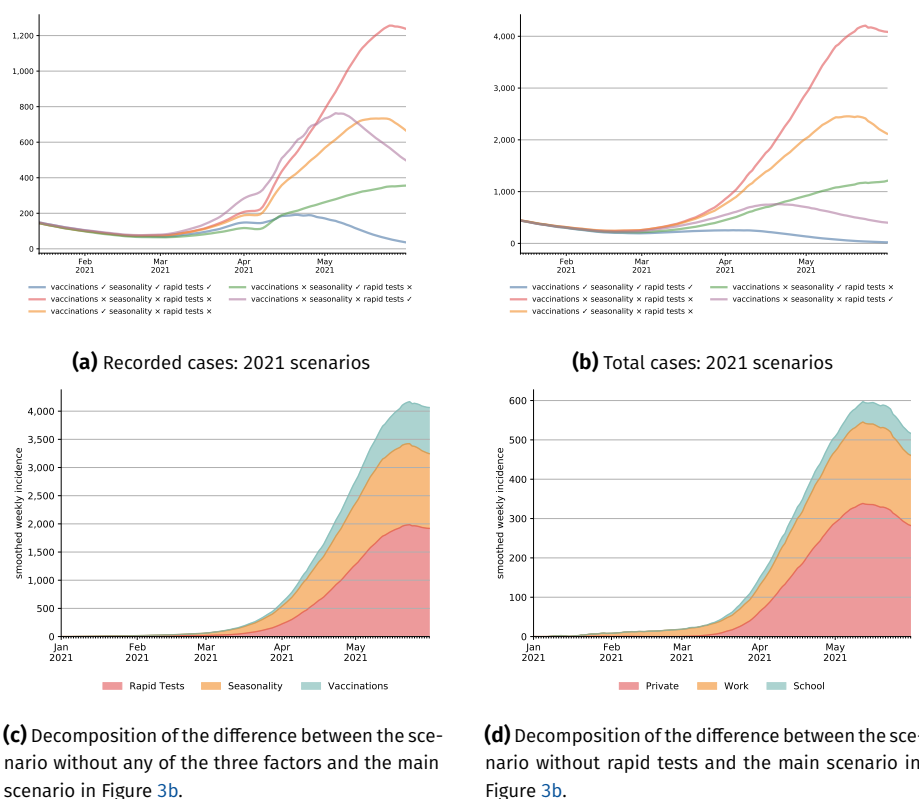 1,200
1,000
800
600
400
200
0
Feb
2021
Mar
2021
Apr
2021
May
2021
vaccinations ✓ seasonality ✓ rapid tests ✓
vaccinations × seasonality × rapid tests ×
vaccinations ✓ seasonality × rapid tests ×
vaccinations × seasonality ✓ rapid tests ×
vaccinations × seasonality × rapid tests ✓
(a) Recorded cases: 2021 scenarios
4,000
3,000
2,000
1,000
0
Feb
2021
Mar
2021
Apr
2021
May
2021
vaccinations ✓ seasonality ✓ rapid tests ✓
vaccinations × seasonality × rapid tests ×
vaccinations ✓ seasonality × rapid tests ×
vaccinations × seasonality ✓ rapid tests ×
vaccinations × seasonality × rapid tests ✓
(b) Total cases: 2021 scenarios
smoothed weekly incidence
4,000
3,500
3,000
2,500
2,000
1,500
1,000
500
0
Jan
2021
Feb
2021
Mar
2021
Apr
2021
May
2021
Rapid Tests Seasonality Vaccinations
(c) Decomposition of the difference between the sce-
nario without any of the three factors and the main
scenario in Figure 3b.
smoothed weekly incidence
600
500
400
300
200
100
0
Jan
2021
Feb
2021
Mar
2021
Apr
2021
May
2021
Private Work School
(d) Decomposition of the difference between the sce-
nario without rapid tests and the main scenario in
Figure 3b.